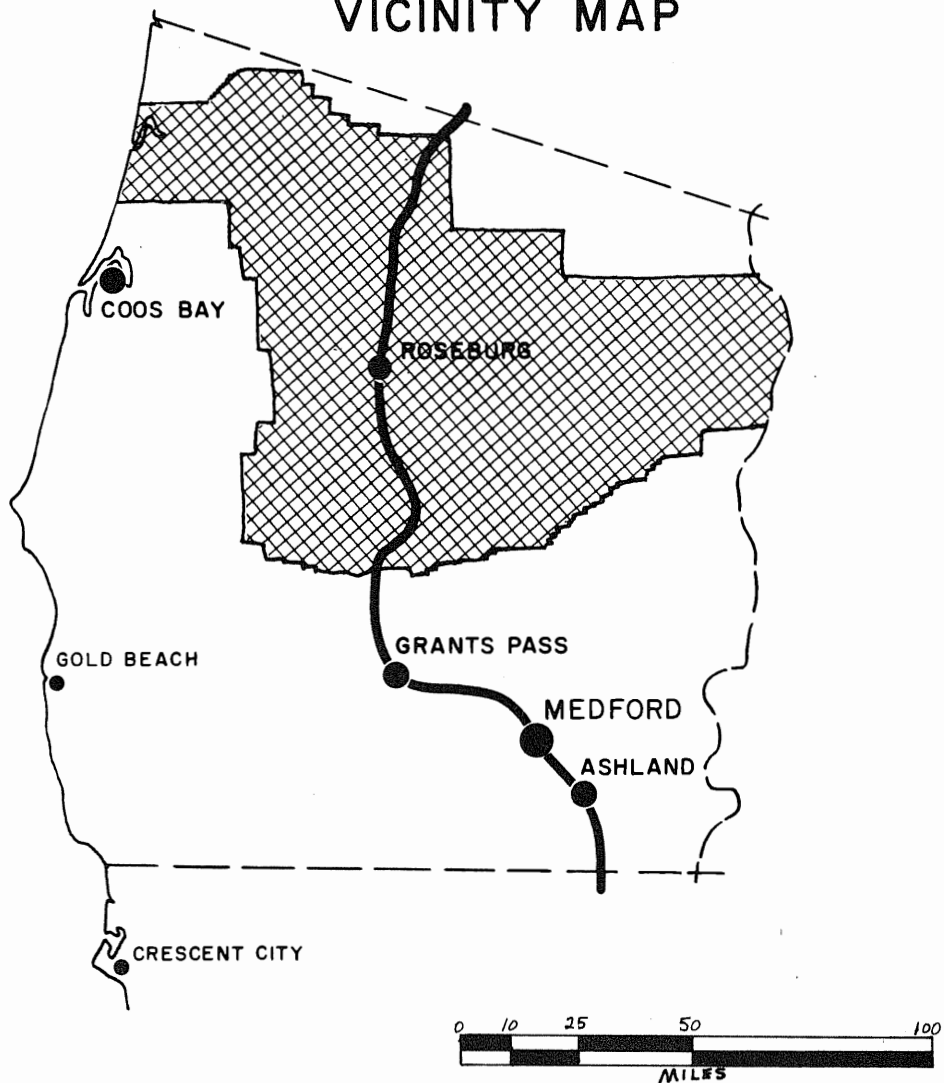 VICINITY MAP
COOS BAY
ROSEBURG
GRANTS PASS
GOLD BEACH
MEDFORD
ASHLAND
CRESCENT CITY
0 10 25 50 100
MILES